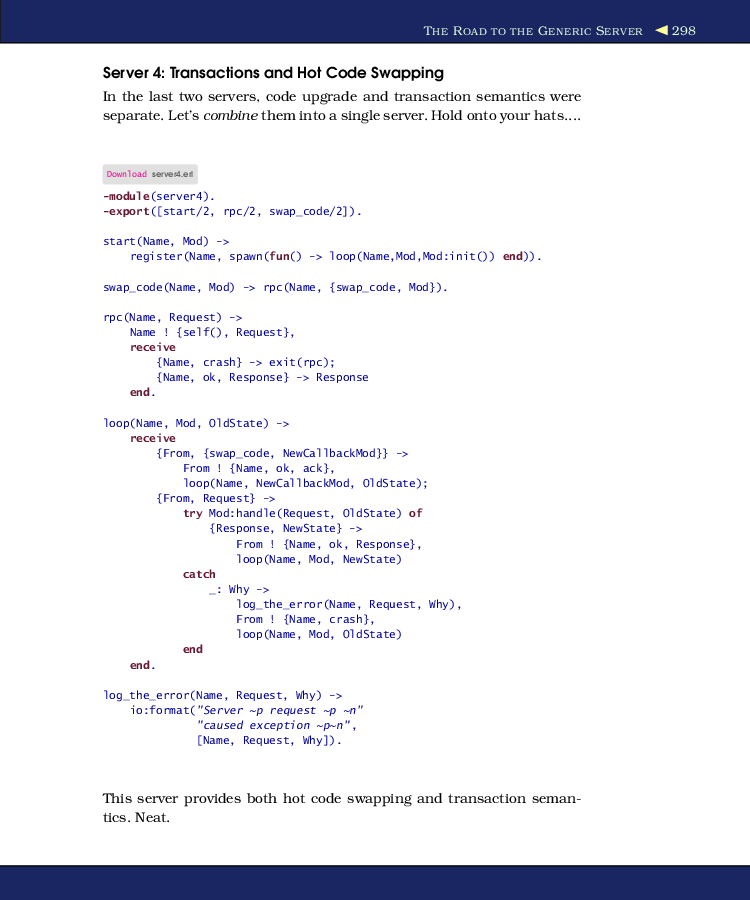 THE ROAD TO THE GENERIC SERVER ◀ 298
Server 4: Transactions and Hot Code Swapping
In the last two servers, code upgrade and transaction semantics were
separate. Let's combine them into a single server. Hold onto your hats....
Download server4.erl
-module(server4).
-export([start/2, rpc/2, swap_code/2]).
start(Name, Mod) ->
    register(Name, spawn(fun() -> loop(Name,Mod,Mod:init()) end)).
swap_code(Name, Mod) -> rpc(Name, {swap_code, Mod}).
rpc(Name, Request) ->
    Name ! {self(), Request},
    receive
        {Name, crash} -> exit(rpc);
        {Name, ok, Response} -> Response
    end.
loop(Name, Mod, OldState) ->
    receive
        {From, {swap_code, NewCallbackMod}} ->
            From ! {Name, ok, ack},
            loop(Name, NewCallbackMod, OldState);
        {From, Request} ->
            try Mod:handle(Request, OldState) of
                {Response, NewState} ->
                    From ! {Name, ok, Response},
                    loop(Name, Mod, NewState)
            catch
                _: Why ->
                    log_the_error(Name, Request, Why),
                    From ! {Name, crash},
                    loop(Name, Mod, OldState)
            end
    end.
log_the_error(Name, Request, Why) ->
    io:format("Server ~p request ~p ~n"
              "caused exception ~p~n",
              [Name, Request, Why]).
This server provides both hot code swapping and transaction seman-
tics. Neat.